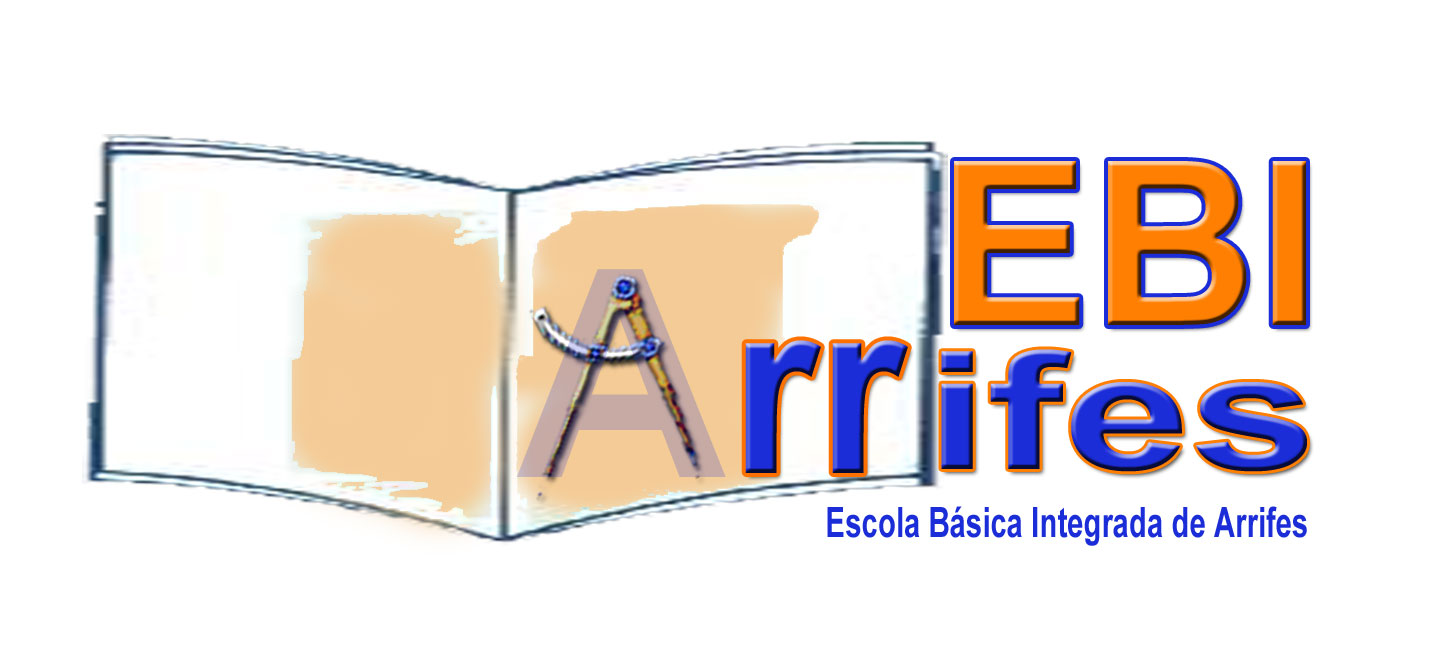 EBI
Arrifes
Escola Básica Integrada de Arrifes